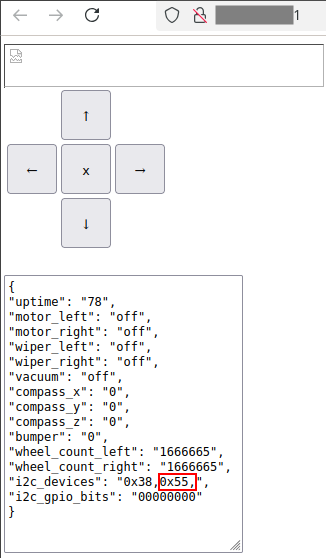 1
↑
← x →
↓
{
"uptime": "78",
"motor_left": "off",
"motor_right": "off",
"wiper_left": "off",
"wiper_right": "off",
"vacuum": "off",
"compass_x": "0",
"compass_y": "0",
"compass_z": "0",
"bumper": "0",
"wheel_count_left": "1666665",
"wheel_count_right": "1666665",
"i2c_devices": "0x38,0x55,",
"i2c_gpio_bits": "00000000"
}